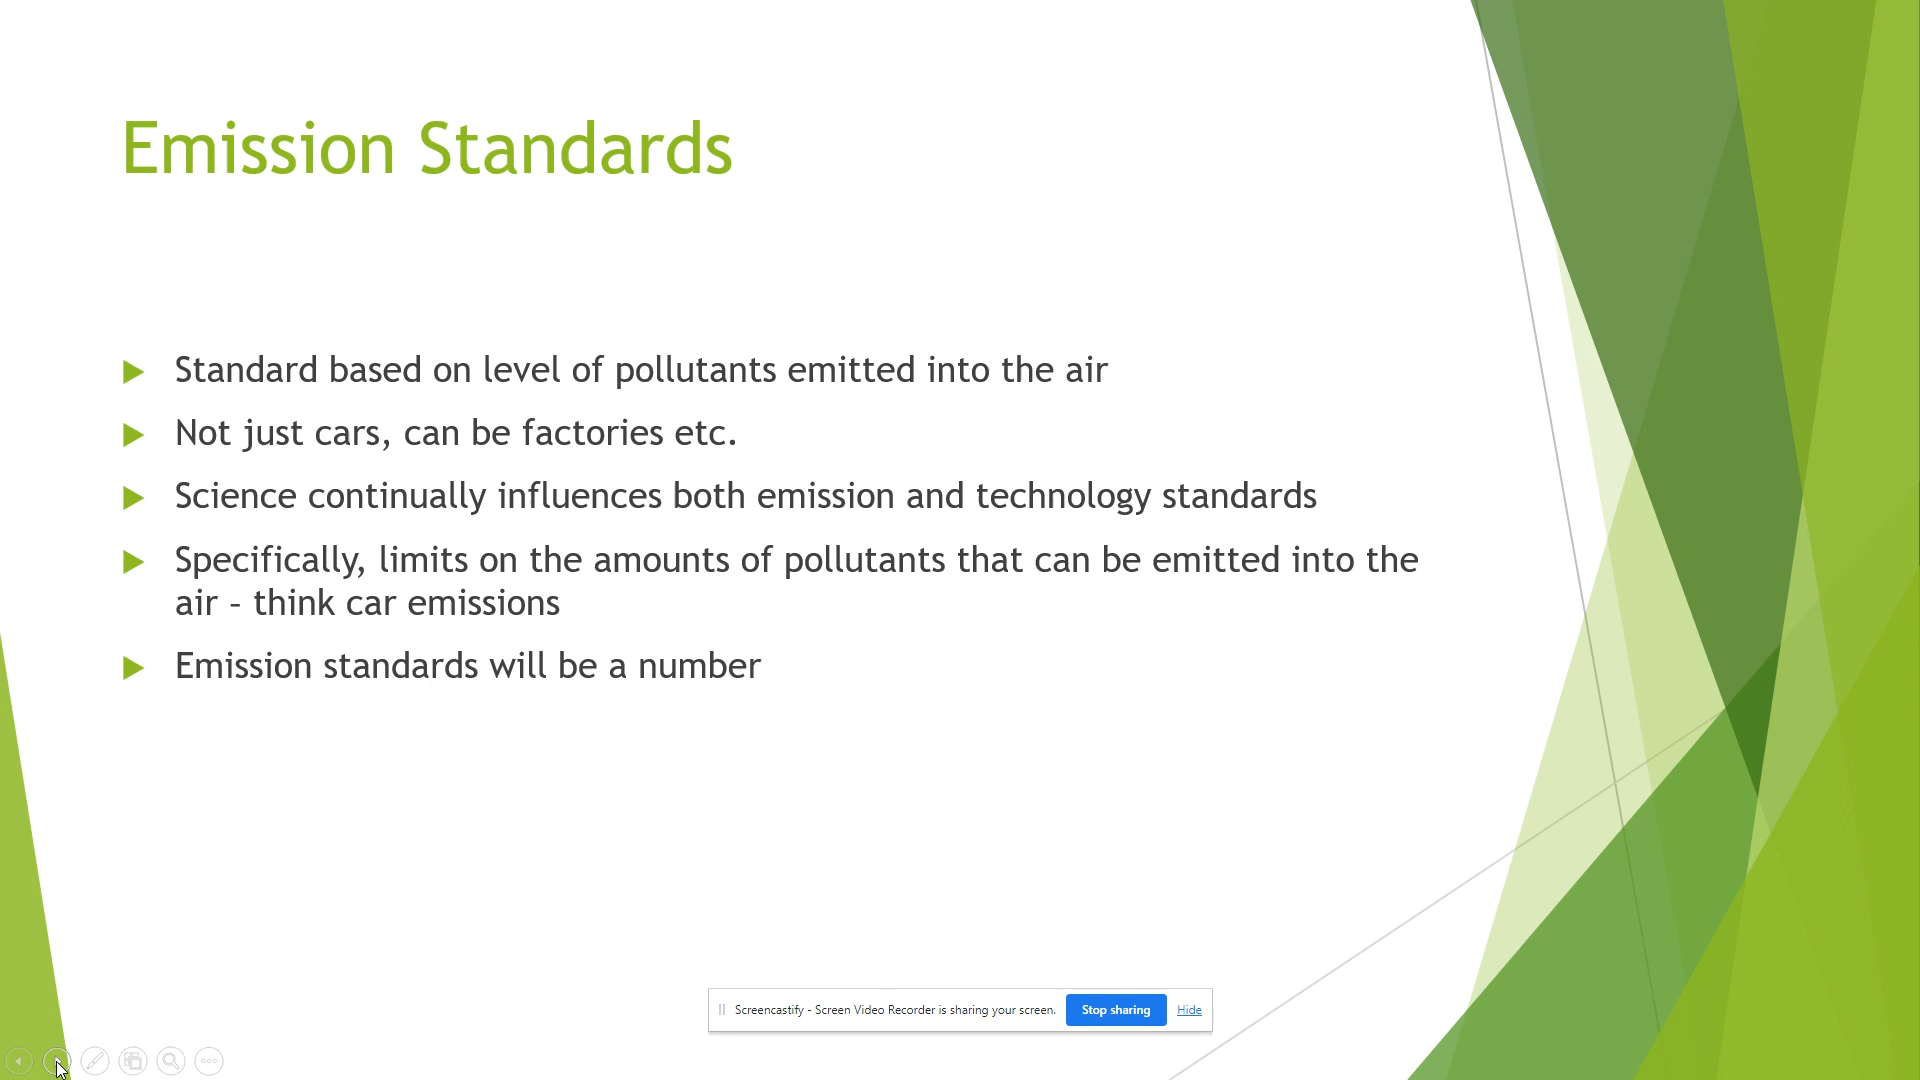 Emission Standards
Standard based on level of pollutants emitted into the air
Not just cars, can be factories etc.
Science continually influences both emission and technology standards
Specifically, limits on the amounts of pollutants that can be emitted into the
air – think car emissions
Emission standards will be a number
Screencastify - Screen Video Recorder is sharing your screen. Stop sharing Hide